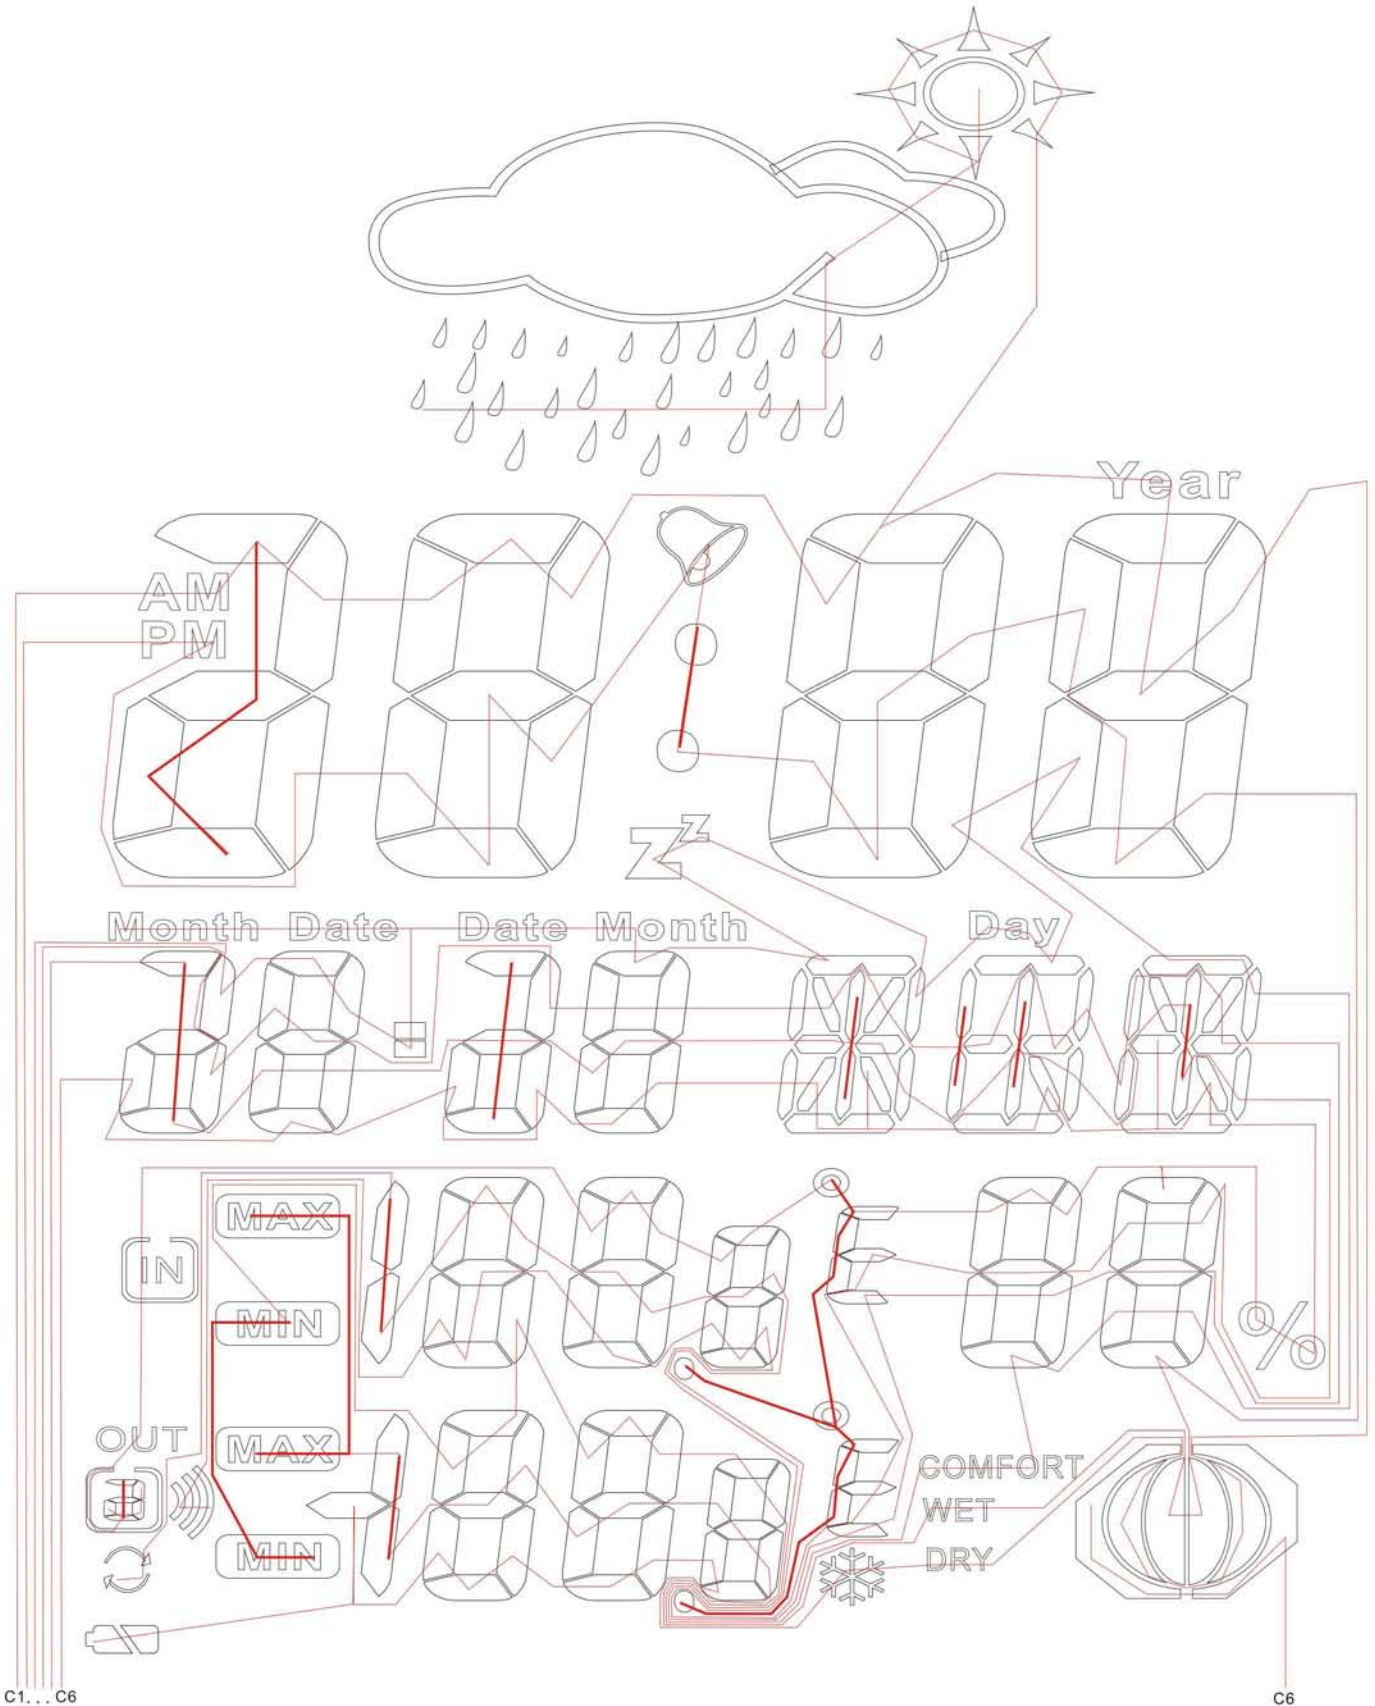 Year
AM
PM
Z z
Month Date Date Month Day
MAX
IN
MIN
%
OUT
MAX
COMFORT
WET
MIN
DRY
C1... C6
C6